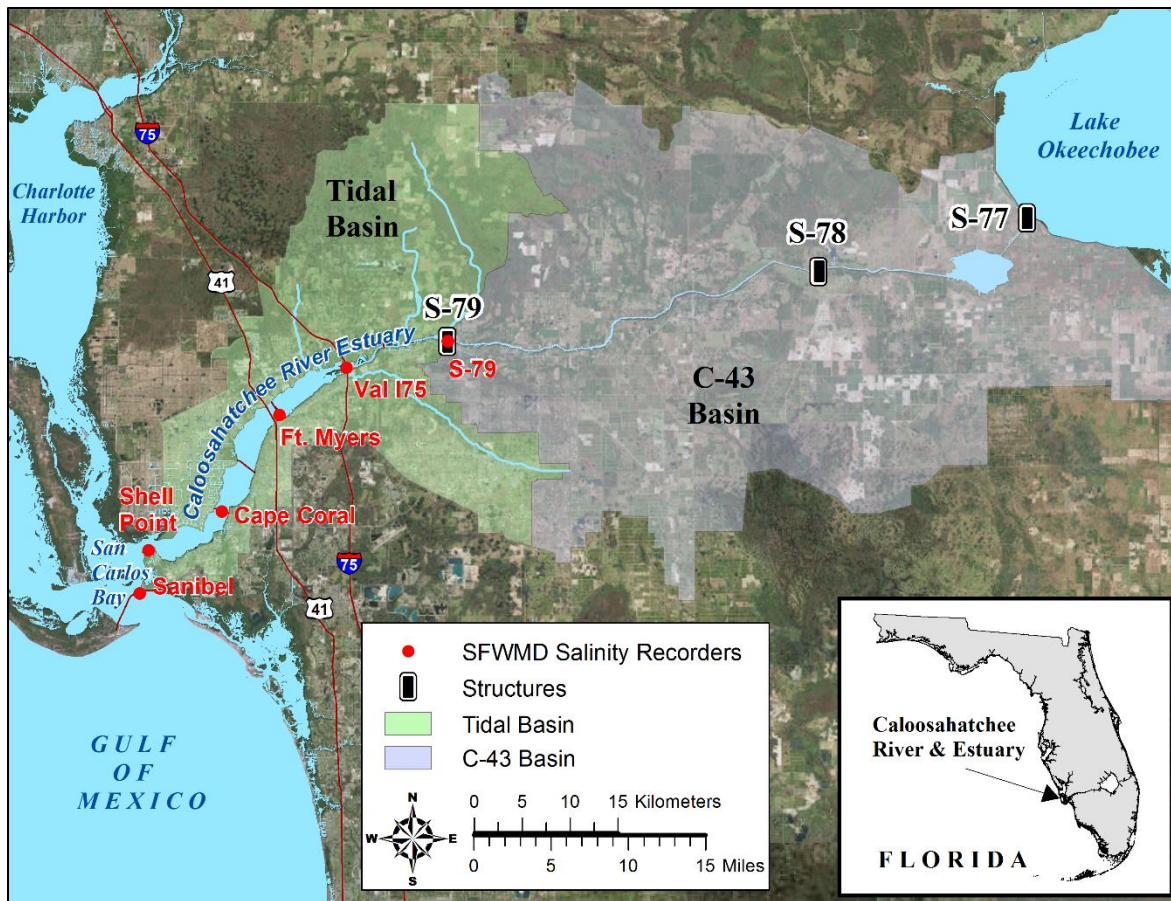 75
Charlotte
Harbor
41
Tidal
Basin
Lake
Okeechobee
S-77
S-78
S-79
S-79
Caloosahatchee River Estuary
Val I75
Ft. Myers
C-43
Basin
Shell
Point
Cape Coral
San
Carlos
Bay
Sanibel
75
41
GULF
OF
MEXICO
SFWMD Salinity Recorders
Structures
Tidal Basin
C-43 Basin
N
W E
S
0 5 10 15 Kilometers
0 5 10 15 Miles
Caloosahatchee
River & Estuary
FLORIDA